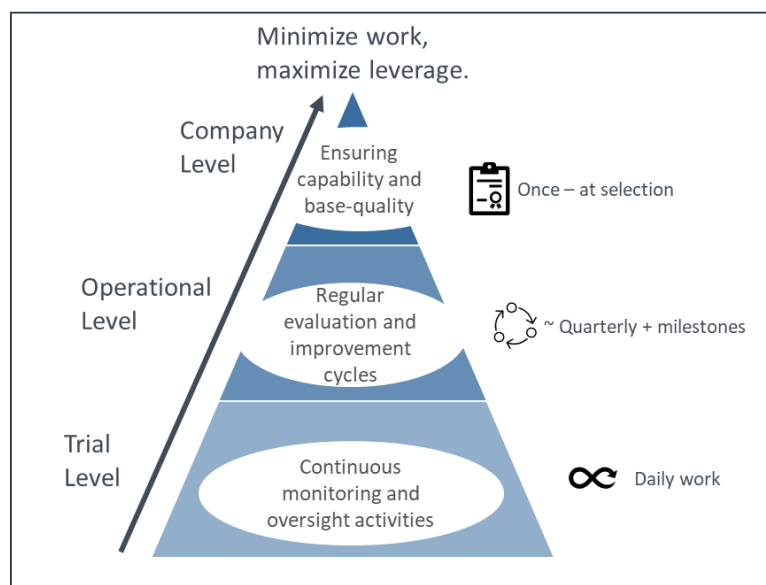 Minimize work,
maximize leverage.
Company
Level
Ensuring
capability and
base-quality
Once – at selection
Operational
Level
Regular
evaluation and
improvement
cycles
~ Quarterly + milestones
Trial
Level
Continuous
monitoring and
oversight activities
Daily work